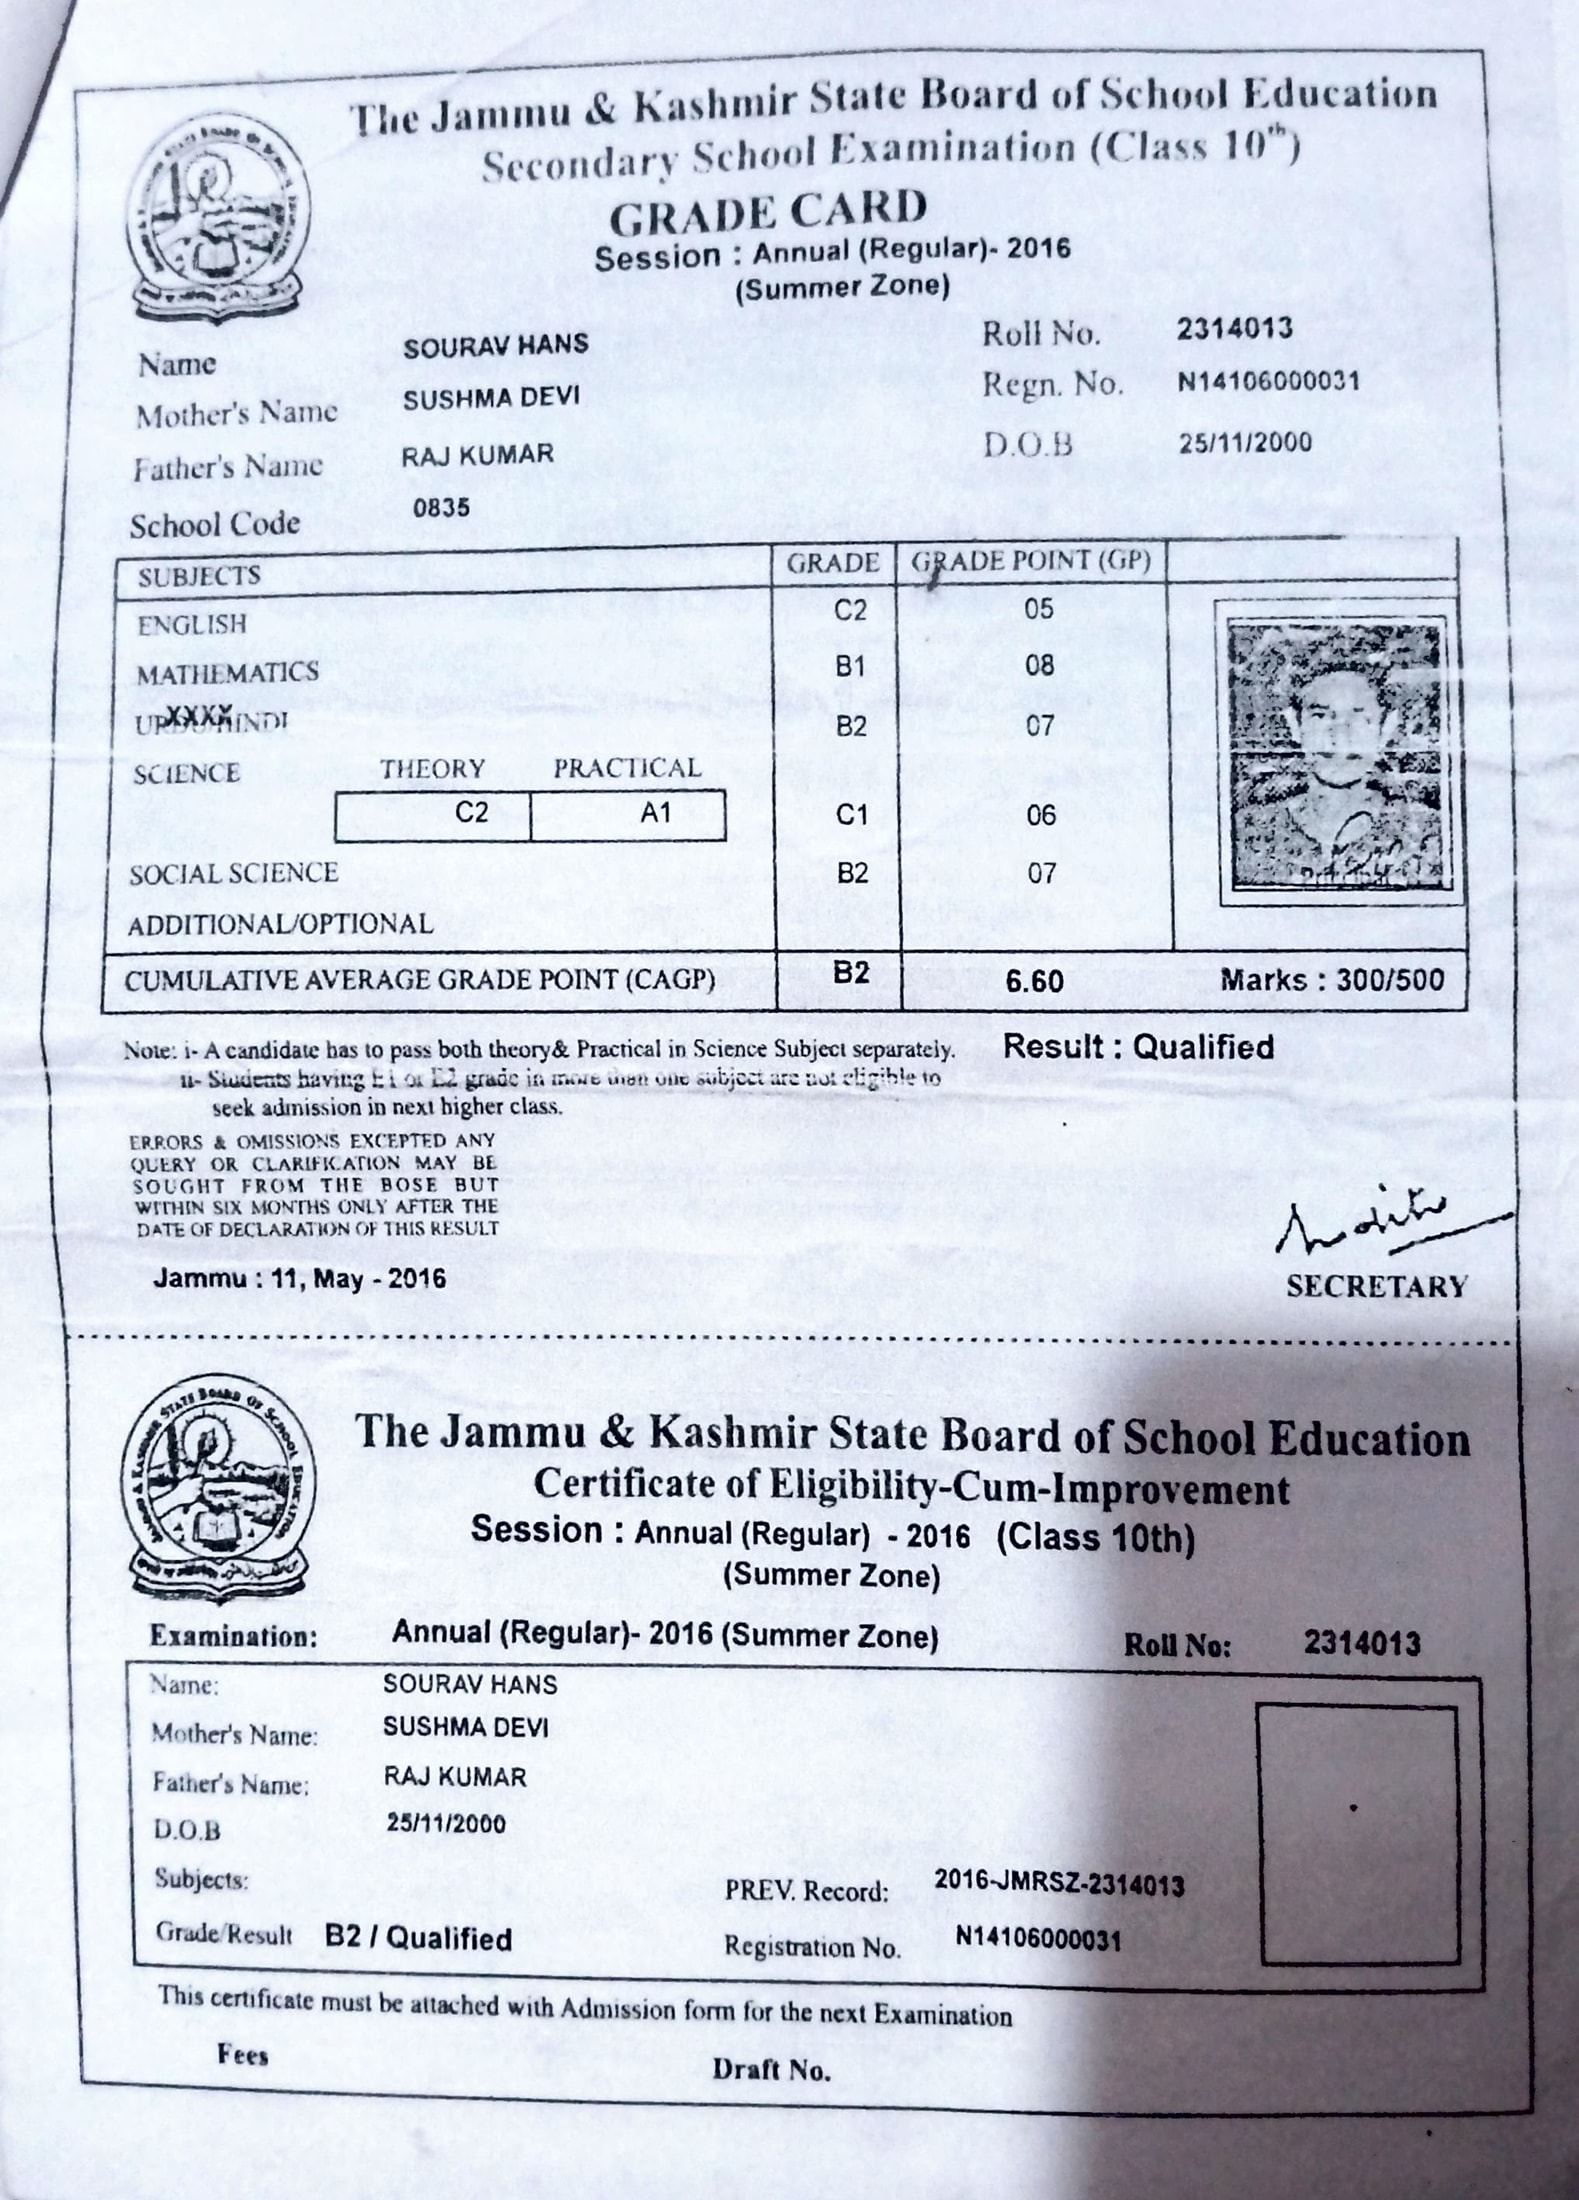 The Jammu & Kashmir State Board of School Education
Secondary School Examination (Class 10th)
GRADE CARD
Session : Annual (Regular)- 2016
(Summer Zone)
Name SOURAV HANS Roll No. 2314013
Mother's Name SUSHMA DEVI Regn. No. N14106000031
Father's Name RAJ KUMAR D.O.B 25/11/2000
School Code 0835
SUBJECTS GRADE GRADE POINT (GP)
ENGLISH C2 05
MATHEMATICS B1 08
URDU/HINDI XXXX B2 07
SCIENCE THEORY PRACTICAL
C2 A1 C1 06
SOCIAL SCIENCE B2 07
ADDITIONAL/OPTIONAL
CUMULATIVE AVERAGE GRADE POINT (CAGP) B2 6.60 Marks : 300/500
Note: i- A candidate has to pass both theory& Practical in Science Subject separately. Result : Qualified
ii- Students having E1 or E2 grade in more than one subject are not eligible to
seek admission in next higher class.
ERRORS & OMISSIONS EXCEPTED ANY
QUERY OR CLARIFICATION MAY BE
SOUGHT FROM THE BOSE BUT
WITHIN SIX MONTHS ONLY AFTER THE
DATE OF DECLARATION OF THIS RESULT
Jammu : 11, May - 2016
SECRETARY
JAMMU & KASHMIR STATE BOARD OF SCHOOL EDUCATION
The Jammu & Kashmir State Board of School Education
Certificate of Eligibility-Cum-Improvement
Session : Annual (Regular) - 2016 (Class 10th)
(Summer Zone)
Examination: Annual (Regular)- 2016 (Summer Zone) Roll No: 2314013
Name: SOURAV HANS
Mother's Name: SUSHMA DEVI
Father's Name: RAJ KUMAR
D.O.B 25/11/2000
Subjects: PREV. Record: 2016-JMRSZ-2314013
Grade/Result B2 / Qualified Registration No. N14106000031
This certificate must be attached with Admission form for the next Examination
Fees Draft No.